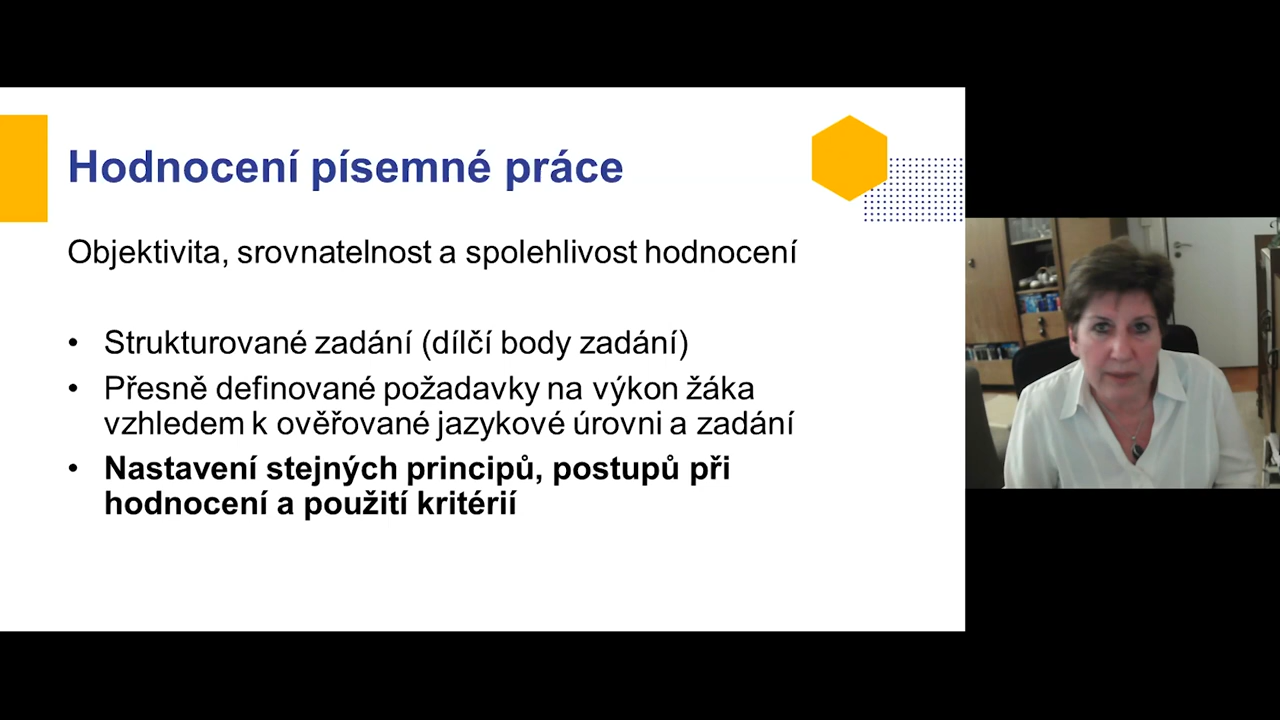 Hodnocení písemné práce
Objektivita, srovnatelnost a spolehlivost hodnocení
• Strukturované zadání (dílčí body zadání)
• Přesně definované požadavky na výkon žáka
vzhledem k ověřované jazykové úrovni a zadání
• Nastavení stejných principů, postupů při
hodnocení a použití kritérií